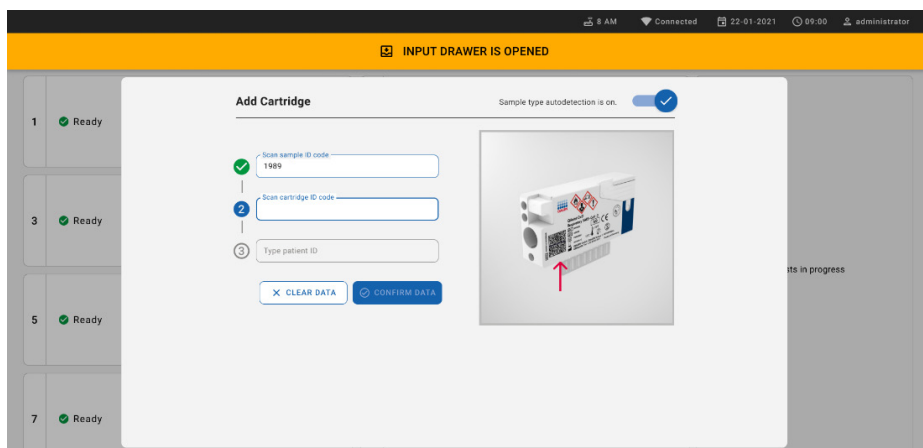 8 AM Connected 22-01-2021 09:00 administrator
INPUT DRAWER IS OPENED
Add Cartridge
Sample type autodetection is on.
1 Ready
Scan sample ID code
1989
2
Scan cartridge ID code
3 Ready
3
Type patient ID
sts in progress
CLEAR DATA
CONFIRM DATA
5 Ready
7 Ready